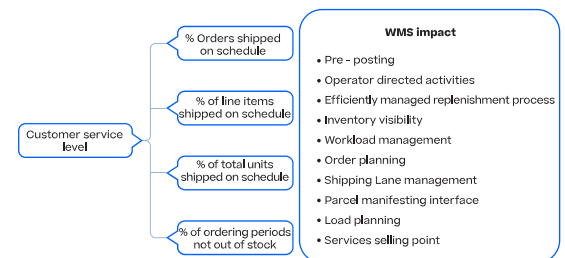 Customer service
level
% Orders shipped
on schedule
% of line items
shipped on schedule
% of total units
shipped on schedule
% of ordering periods
not out of stock
WMS impact
• Pre - posting
• Operator directed activities
• Efficiently managed replenishment process
• Inventory visibility
• Workload management
• Order planning
• Shipping Lane management
• Parcel manifesting interface
• Load planning
• Services selling point